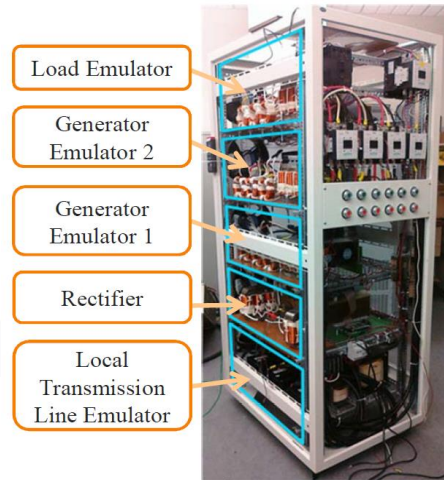 Load Emulator
Generator
Emulator 2
Generator
Emulator 1
Rectifier
Local
Transmission
Line Emulator